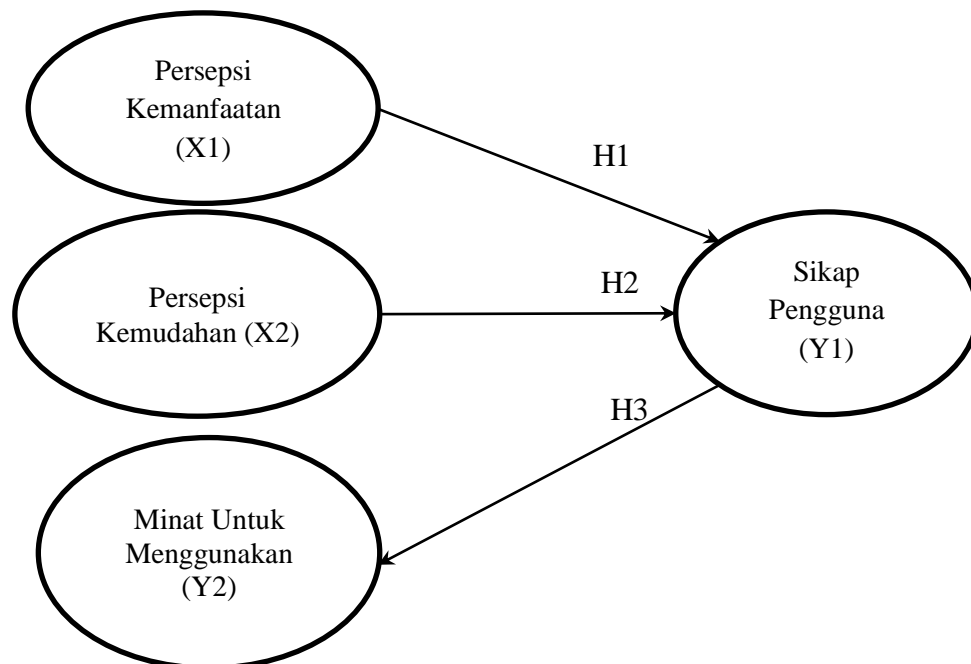 Persepsi
Kemanfaatan
(X1)
H1
Persepsi
Kemudahan (X2)
H2
Sikap
Pengguna
(Y1)
H3
Minat Untuk
Menggunakan
(Y2)